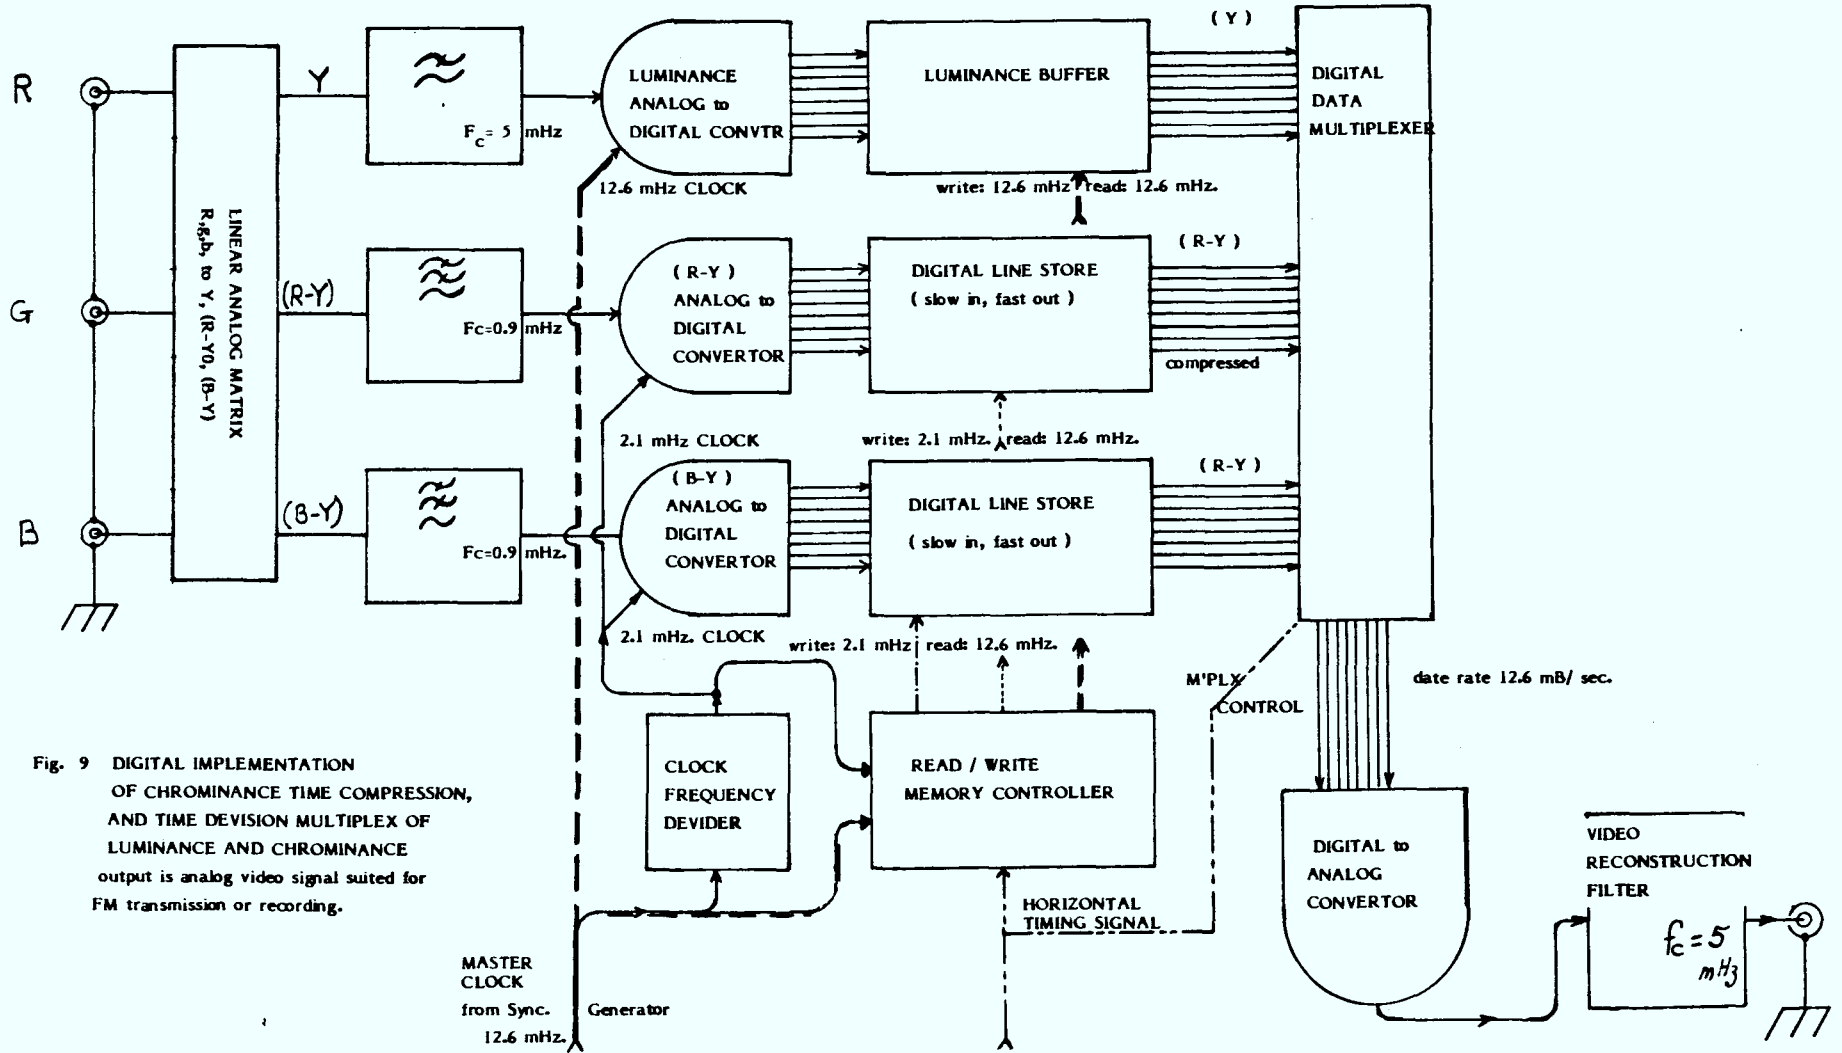 R
G
B
LINEAR ANALOG MATRIX
R,g,b, to Y, (R-Y0, (B-Y)
Y
(R-Y)
(B-Y)
F c = 5 mHz
Fc=0.9 mHz
Fc=0.9 mHz.
LUMINANCE
ANALOG to
DIGITAL CONVTR
12.6 mHz CLOCK
( R-Y )
ANALOG to
DIGITAL
CONVERTOR
2.1 mHz CLOCK
( B-Y )
ANALOG to
DIGITAL
CONVERTOR
2.1 mHz. CLOCK
LUMINANCE BUFFER
write: 12.6 mHz read: 12.6 mHz.
DIGITAL LINE STORE
( slow in, fast out )
write: 2.1 mHz. read: 12.6 mHz.
DIGITAL LINE STORE
( slow in, fast out )
write: 2.1 mHz read: 12.6 mHz.
( Y )
( R-Y )
compressed
( R-Y )
DIGITAL
DATA
MULTIPLEXER
M'PLX
CONTROL
date rate 12.6 mB/ sec.
CLOCK
FREQUENCY
DEVIDER
READ / WRITE
MEMORY CONTROLLER
HORIZONTAL
TIMING SIGNAL
MASTER
CLOCK
from Sync. Generator
12.6 mHz.
DIGITAL to
ANALOG
CONVERTOR
VIDEO
RECONSTRUCTION
FILTER
fc = 5
mHz
Fig. 9 DIGITAL IMPLEMENTATION
OF CHROMINANCE TIME COMPRESSION,
AND TIME DEVISION MULTIPLEX OF
LUMINANCE AND CHROMINANCE
output is analog video signal suited for
FM transmission or recording.